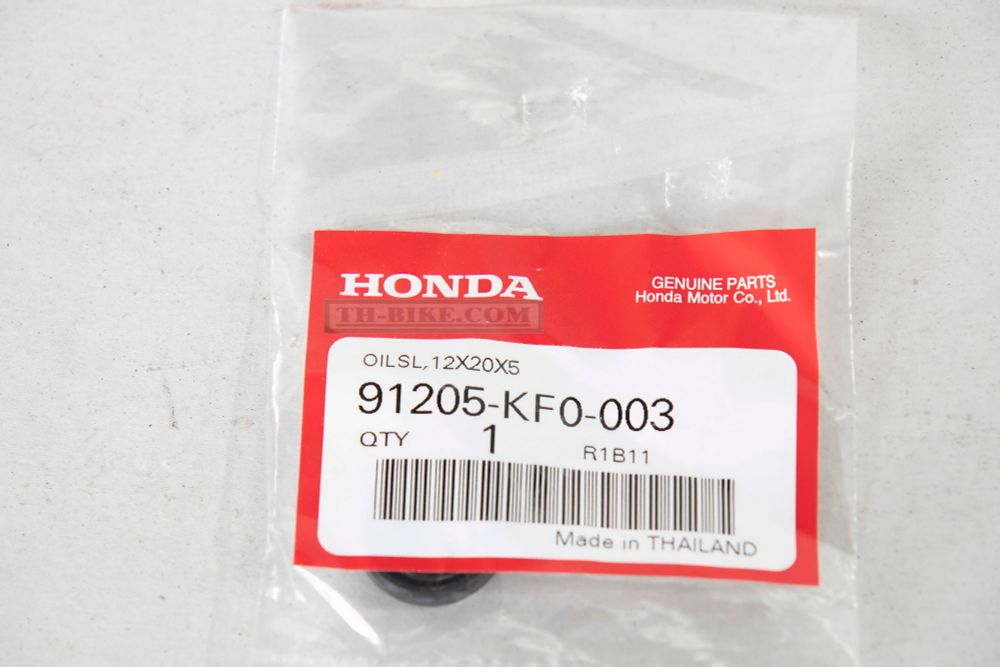 HONDA
GENUINE PARTS
Honda Motor Co., Ltd.
TH-BIKE.COM
OILSL,12X20X5
91205-KF0-003
QTY 1 R1B11
Made in THAILAND